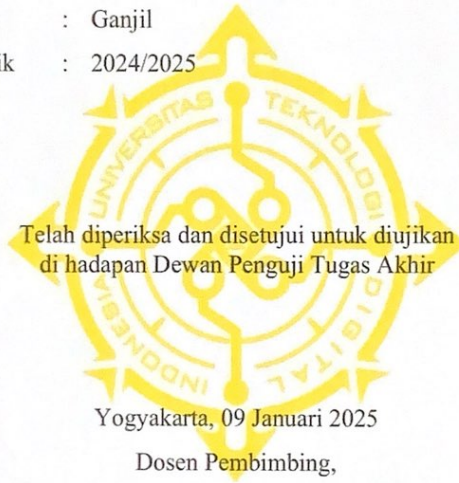 : Ganjil
ik : 2024/2025
UNIVERSITAS TEKNOLOGI DIGITAL INDONESIA
Telah diperiksa dan disetujui untuk diujikan
di hadapan Dewan Penguji Tugas Akhir
Yogyakarta, 09 Januari 2025
Dosen Pembimbing,